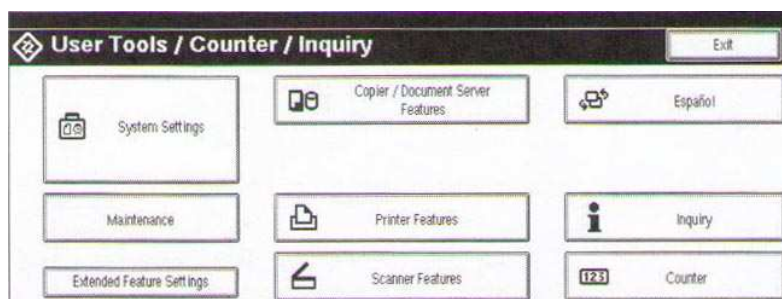 User Tools / Counter / Inquiry
Exit
System Settings
Copier / Document Server
Features
Español
Maintenance
Printer Features
Inquiry
Extended Feature Settings
Scanner Features
123
Counter